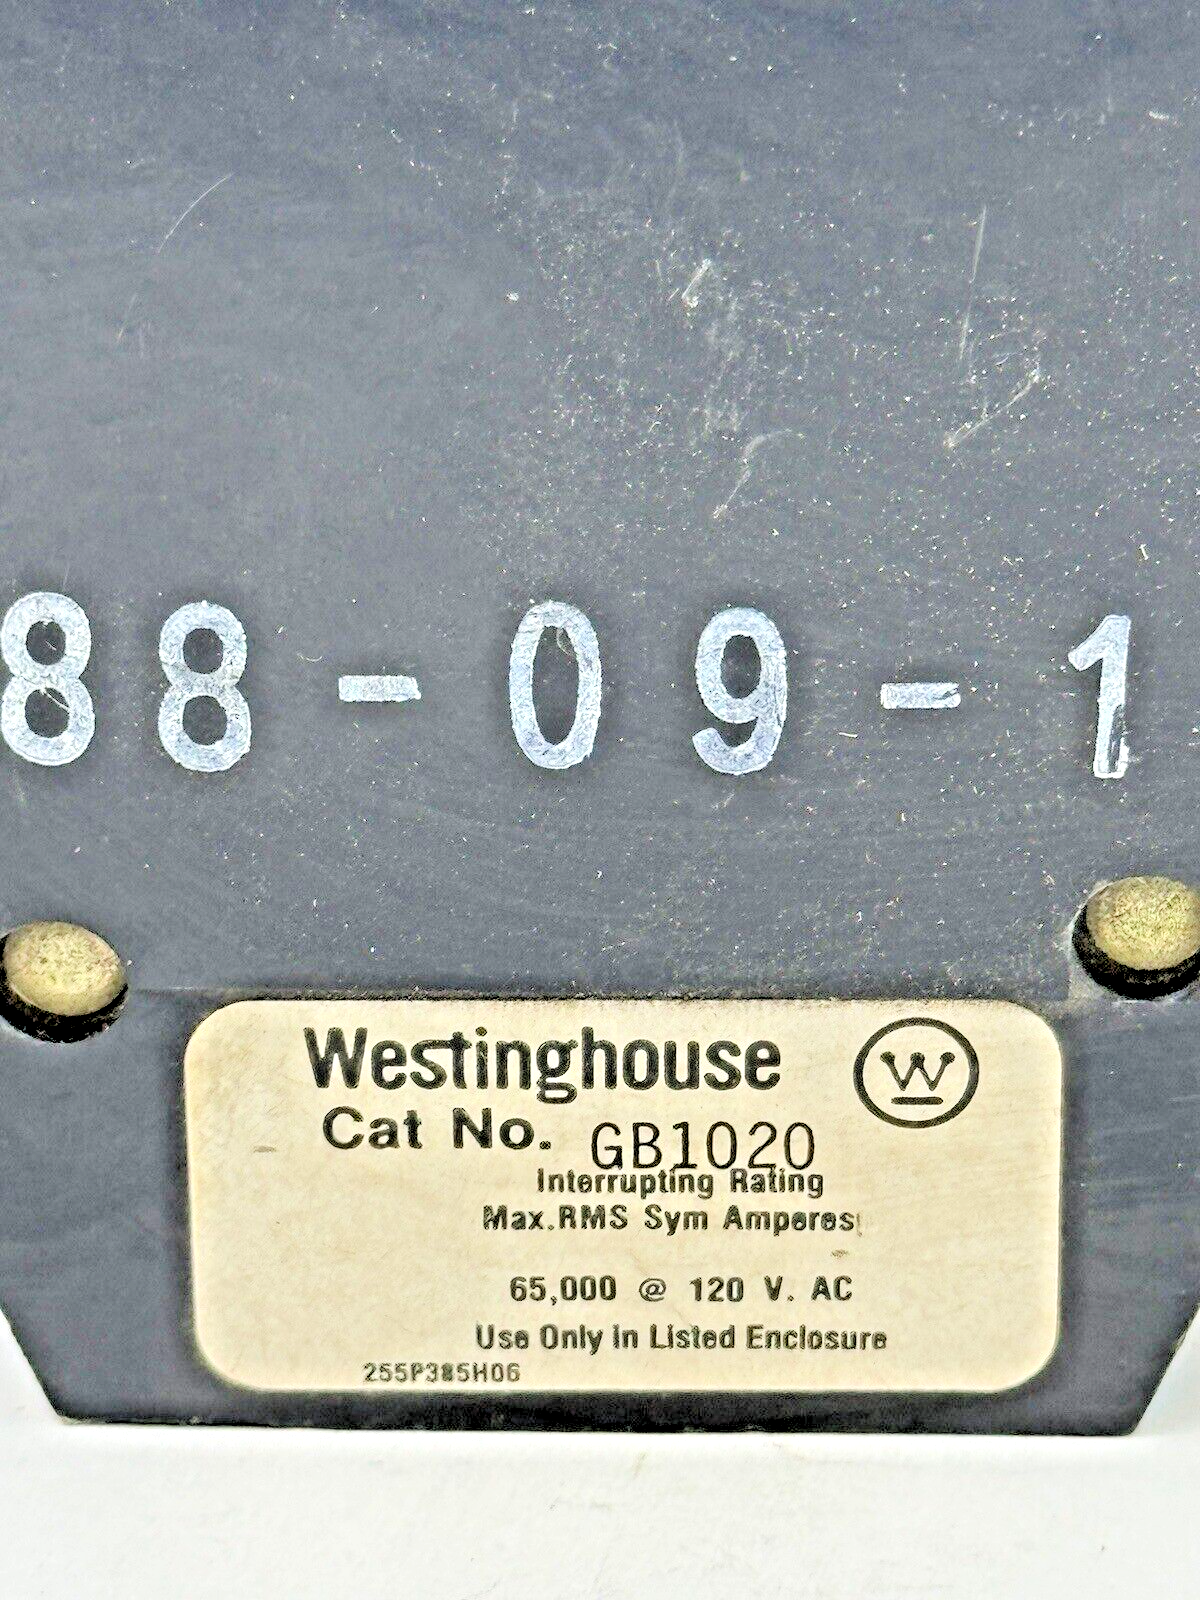 88-09-1
Westinghouse W
Cat No. GB1020
Interrupting Rating
Max.RMS Sym Amperes
65,000 @ 120 V. AC
Use Only in Listed Enclosure
255P385H06